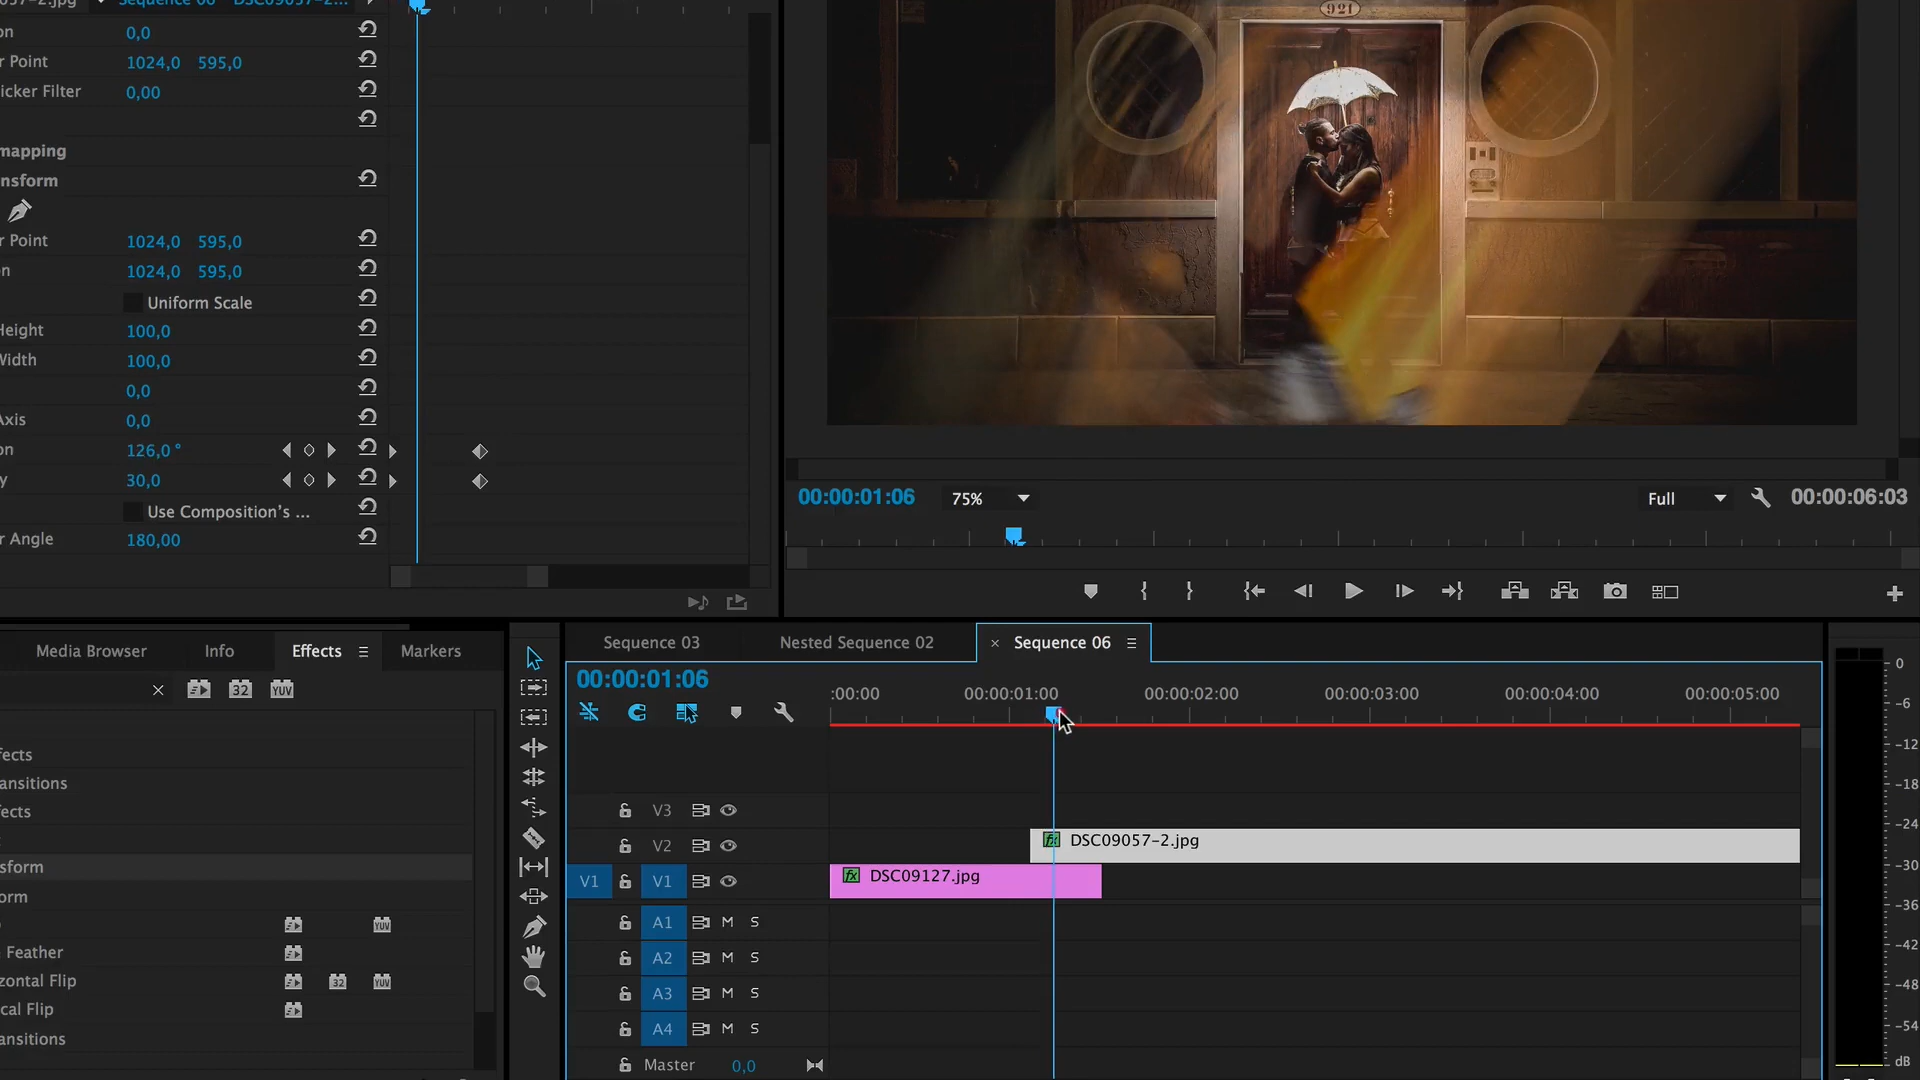 on 0,0
r Point 1024,0 595,0
icker Filter 0,00
mapping
nsform
r Point 1024,0 595,0
n 1024,0 595,0
Uniform Scale
Height 100,0
Width 100,0
0,0
Axis 0,0
on 126,0 °
y 30,0
Use Composition's ...
r Angle 180,00
921
00:00:01:06 75% Full 00:00:06:03
Media Browser Info Effects Markers
32 YUV
ects
ansitions
ects
sform
orm
YUV
Feather
zontal Flip 32 YUV
cal Flip
ansitions
Sequence 03 Nested Sequence 02 × Sequence 06
00:00:01:06
:00:00 00:00:01:00 00:00:02:00 00:00:03:00 00:00:04:00 00:00:05:00
V3
V2 fx DSC09057-2.jpg
V1 V1 fx DSC09127.jpg
A1 M S
A2 M S
A3 M S
A4 M S
Master 0,0
0
-6
-12
-18
-24
-30
-36
-42
-48
-54
dB